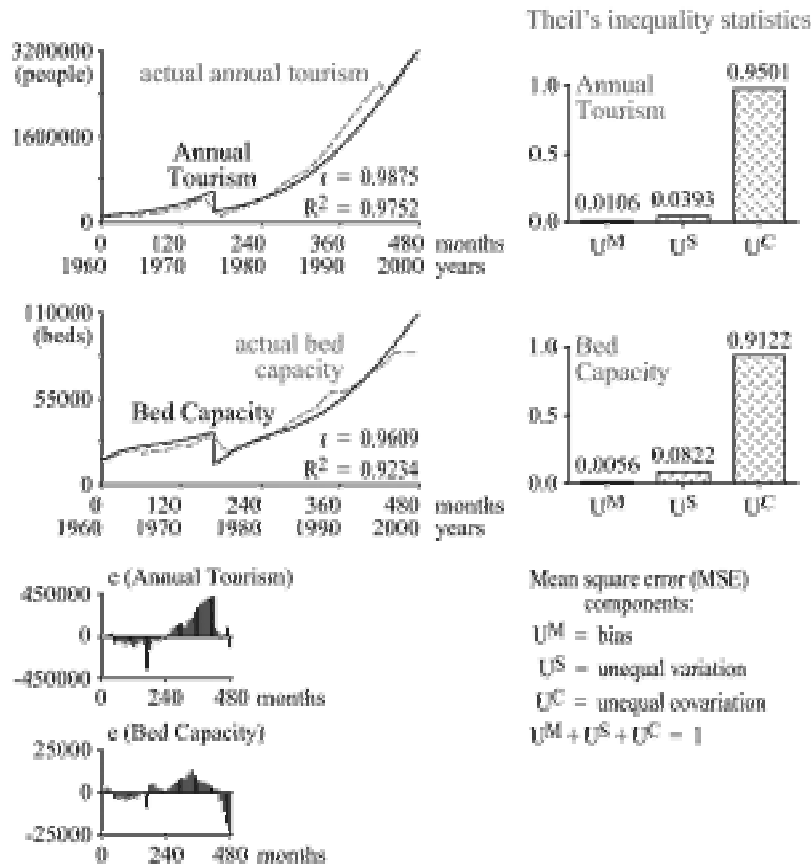 Theil's inequality statistics
3200000
(people)
actual annual tourism
1600000
Annual
Tourism
r = 0.9875
R² = 0.9752
0
0 120 240 360 480 months
1960 1970 1980 1990 2000 years
Annual
Tourism
1.0
0.5
0.0
0.0106 0.0393 0.9501
U^M U^S U^C
110000
(beds)
actual bed
capacity
55000
Bed Capacity
r = 0.9609
R² = 0.9234
0
0 120 240 360 480 months
1960 1970 1980 1990 2000 years
Bed
Capacity
1.0
0.5
0.0
0.0056 0.0822 0.9122
U^M U^S U^C
e (Annual Tourism)
450000
0
-450000
0 240 480 months
e (Bed Capacity)
25000
0
-25000
0 240 480 months
Mean square error (MSE)
components:
U^M = bias
U^S = unequal variation
U^C = unequal covariation
U^M + U^S + U^C = 1